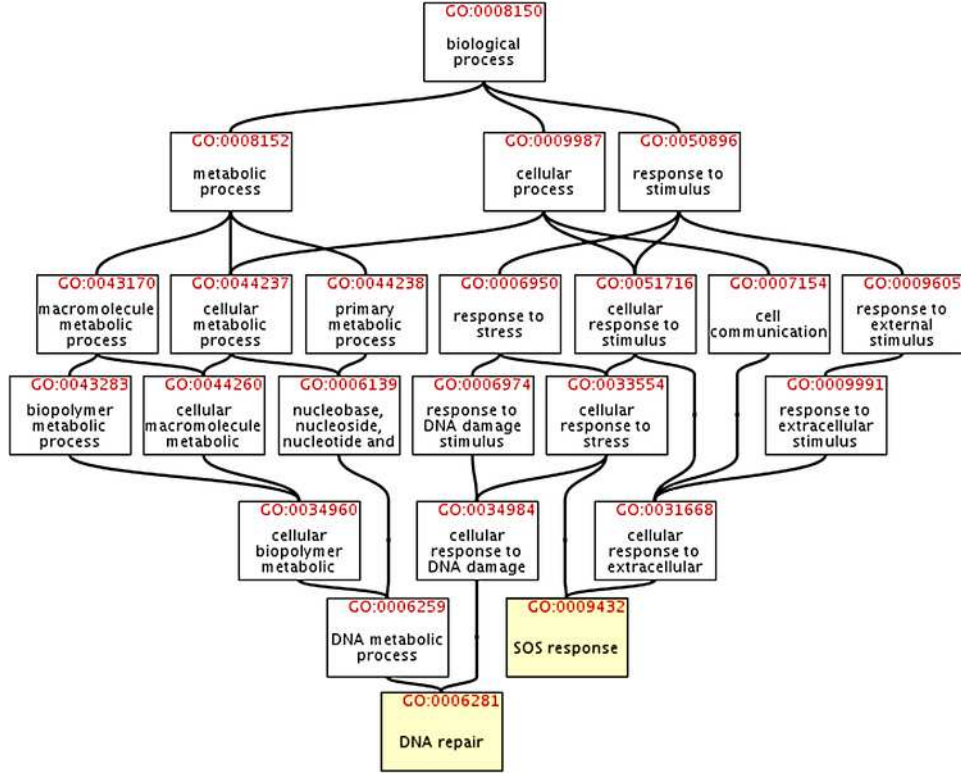 GO:0008150
biological
process
GO:0008152
metabolic
process
GO:0009987
cellular
process
GO:0050896
response to
stimulus
GO:0043170
macromolecule
metabolic
process
GO:0044237
cellular
metabolic
process
GO:0044238
primary
metabolic
process
GO:0006950
response to
stress
GO:0051716
cellular
response to
stimulus
GO:0007154
cell
communication
GO:0009605
response
to external
stimulus
GO:0043283
biopolymer
metabolic
process
GO:0044260
cellular
macromolecule
metabolic
GO:0006139
nucleobase,
nucleoside,
nucleotide and
GO:0006974
response to
DNA damage
stimulus
GO:0033554
cellular
response to
stress
GO:0009991
response to
extracellular
stimulus
GO:0034960
cellular
biopolymer
metabolic
GO:0034984
cellular
response to
DNA damage
GO:0031668
cellular
response to
extracellular
GO:0006259
DNA metabolic
process
GO:0009432
SOS response
GO:0006281
DNA repair